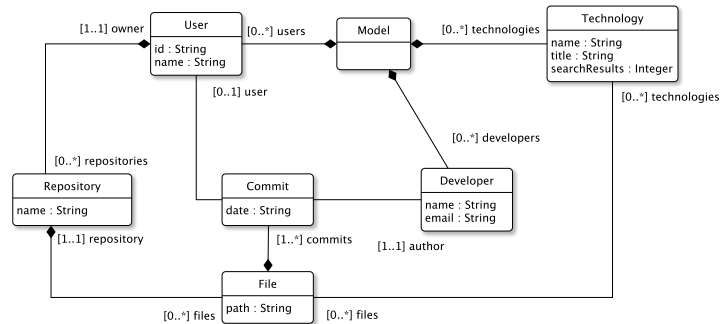 User
id : String
name : String
Model
Technology
name : String
title : String
searchResults : Integer
[1..1] owner
[0..*] users
[0..*] technologies
[0..1] user
[0..*] technologies
[0..*] developers
[0..*] repositories
Repository
name : String
Commit
date : String
Developer
name : String
email : String
[1..1] repository
[1..*] commits
[1..1] author
File
path : String
[0..*] files
[0..*] files